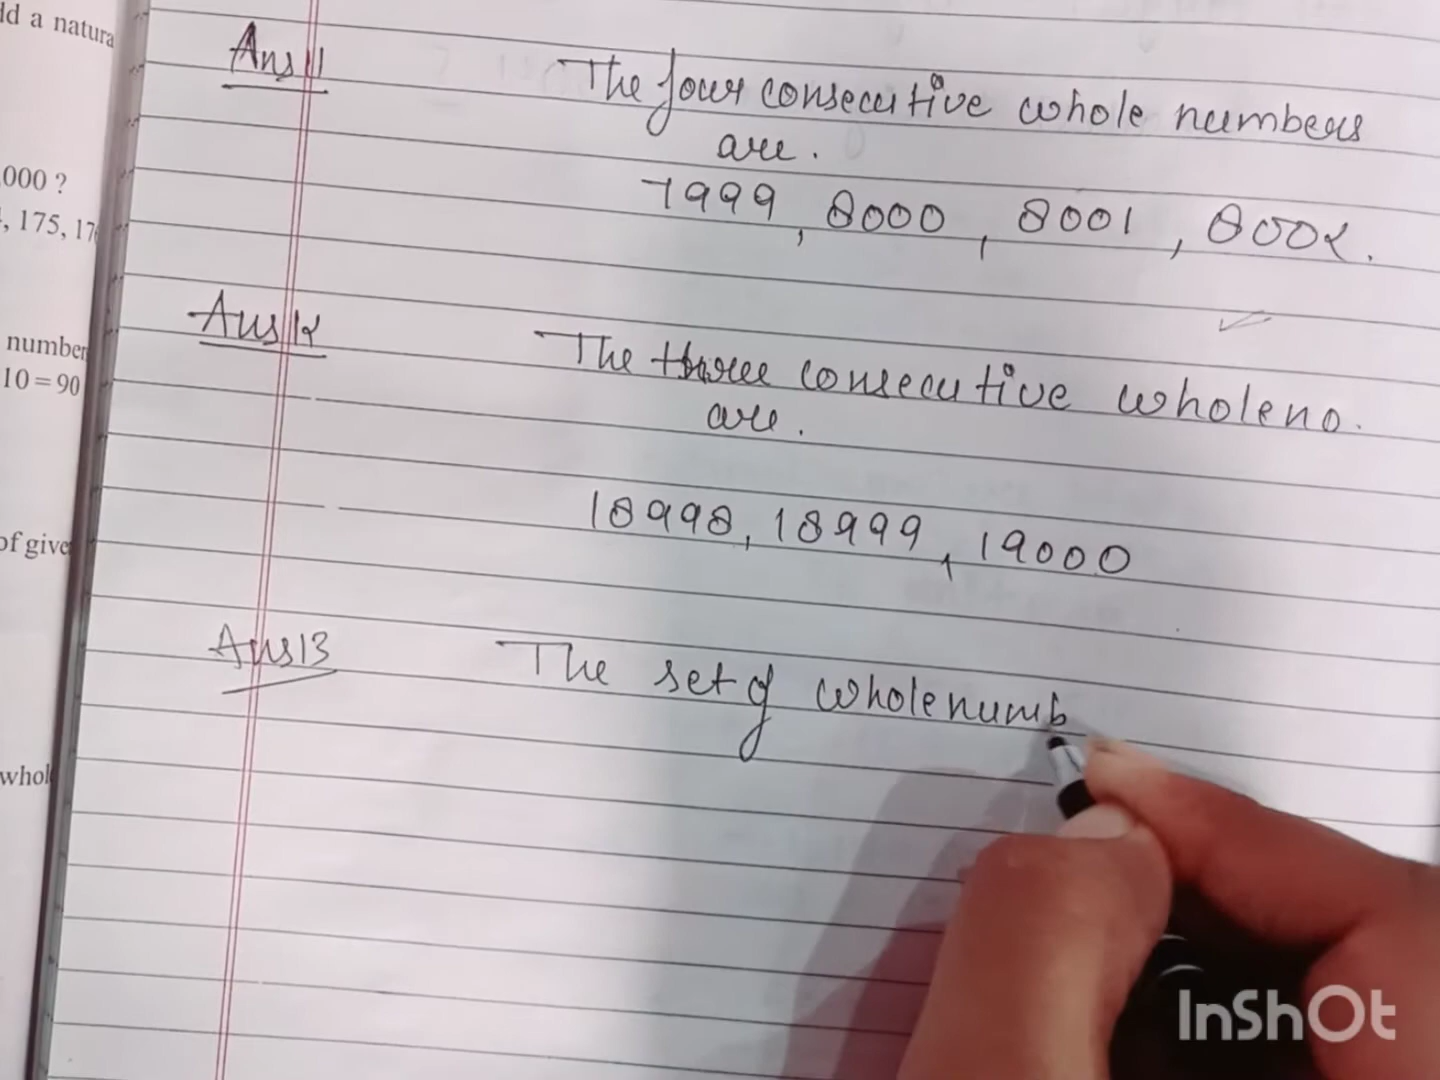 ld a natura
,000 ?
, 175, 17
number
10 = 90
of give
whol
Ans 11 The four consecutive whole numbers
are.
7999, 8000, 8001, 8002.
Ans 12 The three consecutive whole no.
are.
18998, 18999, 19000
Ans 13 The set of whole numb
InShOt